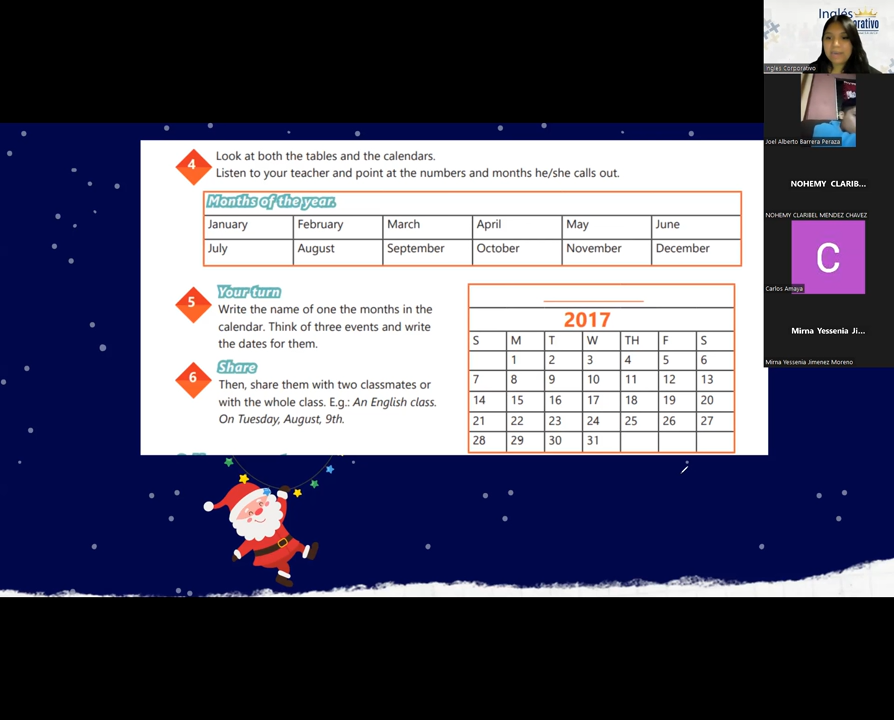 4
Look at both the tables and the calendars.
Listen to your teacher and point at the numbers and months he/she calls out.
Months of the year.
January February March April May June
July August September October November December
5
Your turn
Write the name of one the months in the
calendar. Think of three events and write
the dates for them.
6
Share
Then, share them with two classmates or
with the whole class. E.g.: An English class.
On Tuesday, August, 9th.
2017
S M T W TH F S
1 2 3 4 5 6
7 8 9 10 11 12 13
14 15 16 17 18 19 20
21 22 23 24 25 26 27
28 29 30 31
Inglés
Inglés Corporativo
Joel Alberto Barrera Peraza
NOHEMY CLARIB...
NOHEMY CLARIBEL MENDEZ CHAVEZ
C
Carlos Amaya
Mirna Yessenia Ji...
Mirna Yessenia Jimenez Moreno